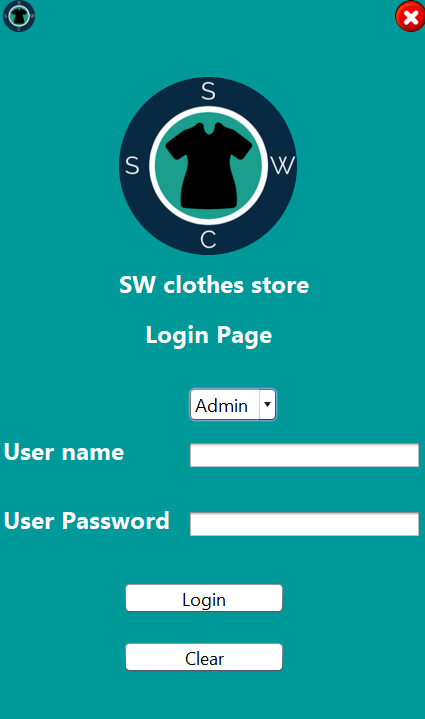 S
S W
C
SW clothes store
Login Page
Admin
User name
User Password
Login
Clear